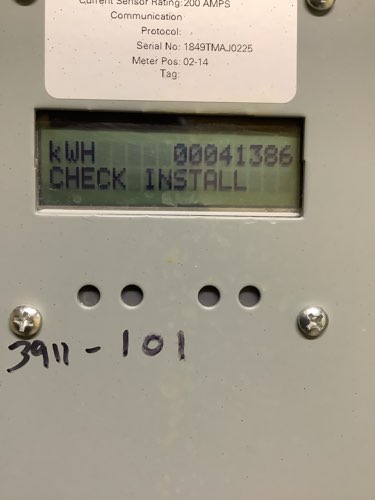 Current Sensor Rating: 200 AMPS
Communication
Protocol:
Serial No: 1849TMAJ0225
Meter Pos: 02-14
Tag:
kWH 00041386
CHECK INSTALL
3911-101